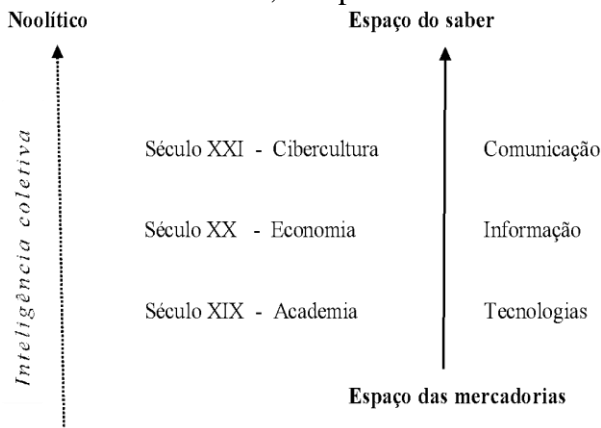 Noolítico Espaço do saber
Inteligência coletiva
Século XXI - Cibercultura Comunicação
Século XX - Economia Informação
Século XIX - Academia Tecnologias
Espaço das mercadorias